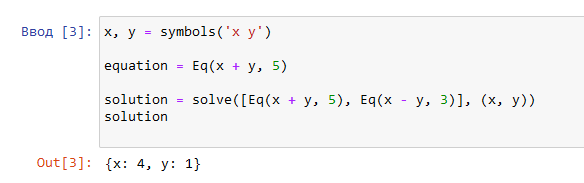 Ввод [3]: x, y = symbols('x y')
equation = Eq(x + y, 5)
solution = solve([Eq(x + y, 5), Eq(x - y, 3)], (x, y))
solution
Out[3]: {x: 4, y: 1}